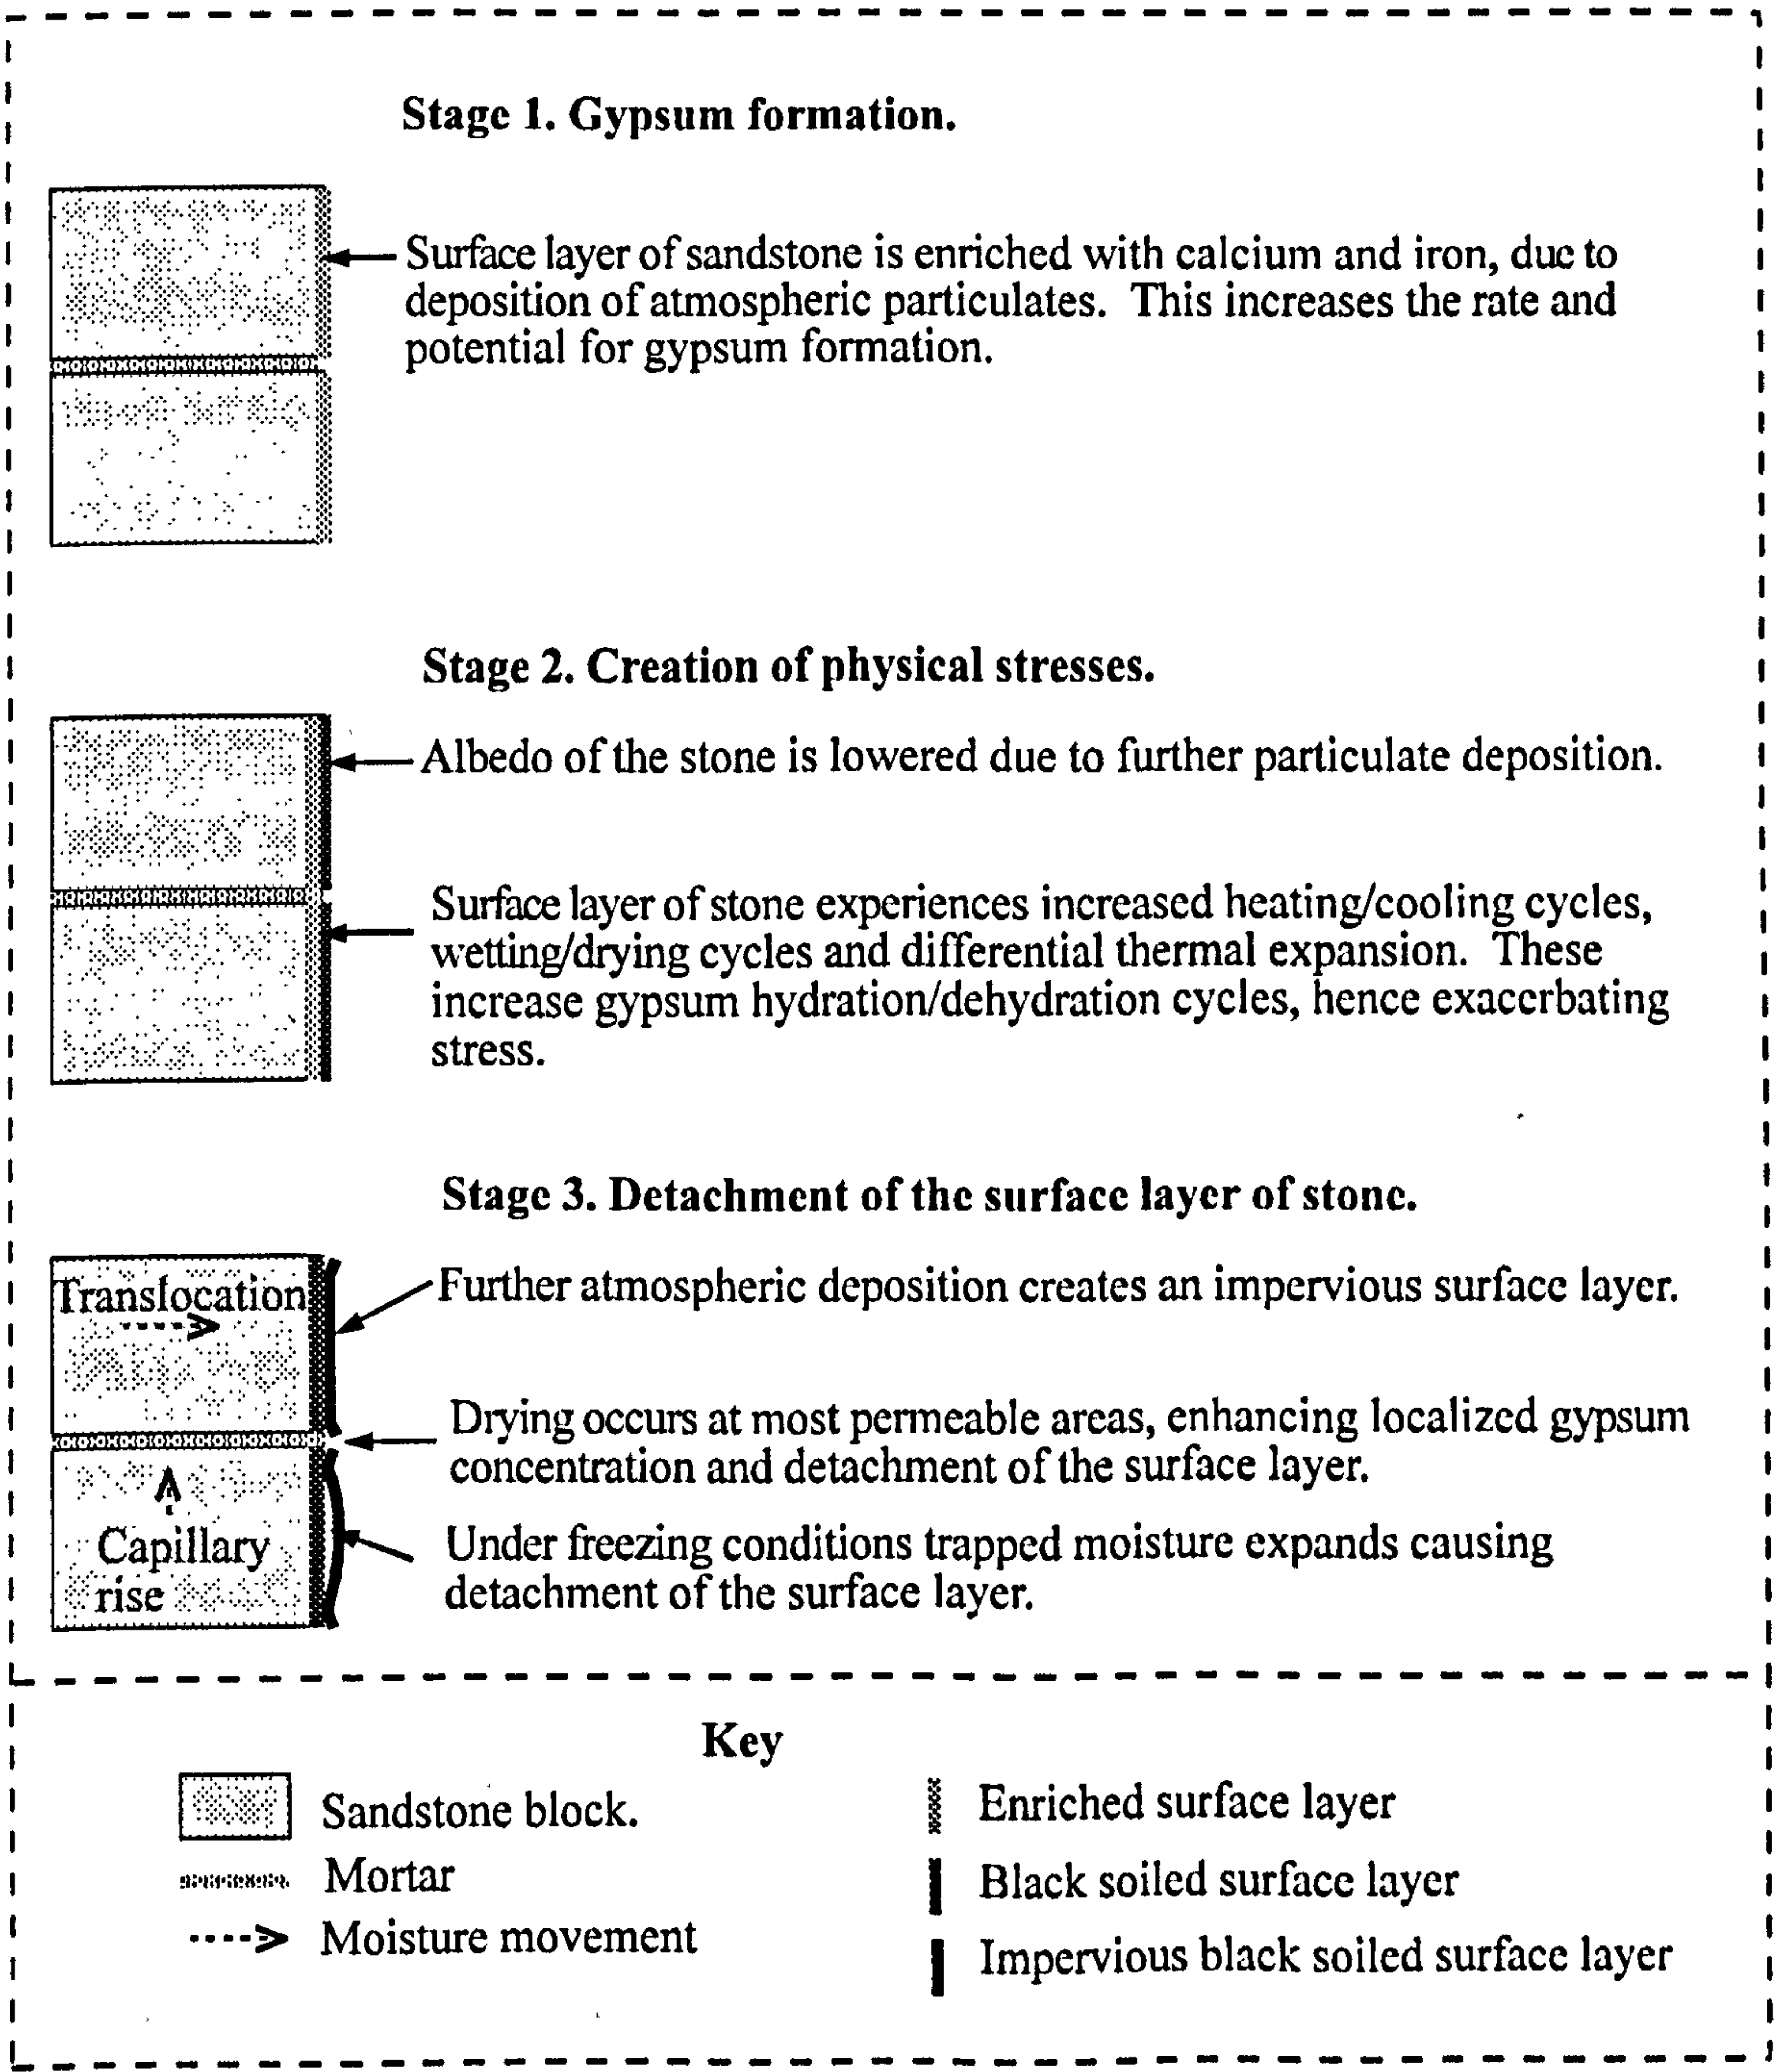 Stage 1. Gypsum formation.
Surface layer of sandstone is enriched with calcium and iron, due to
deposition of atmospheric particulates. This increases the rate and
potential for gypsum formation.
Stage 2. Creation of physical stresses.
Albedo of the stone is lowered due to further particulate deposition.
Surface layer of stone experiences increased heating/cooling cycles,
wetting/drying cycles and differential thermal expansion. These
increase gypsum hydration/dehydration cycles, hence exacerbating
stress.
Stage 3. Detachment of the surface layer of stone.
Translocation
Further atmospheric deposition creates an impervious surface layer.
Drying occurs at most permeable areas, enhancing localized gypsum
concentration and detachment of the surface layer.
Capillary
rise
Under freezing conditions trapped moisture expands causing
detachment of the surface layer.
Key
Sandstone block.
Mortar
Moisture movement
Enriched surface layer
Black soiled surface layer
Impervious black soiled surface layer